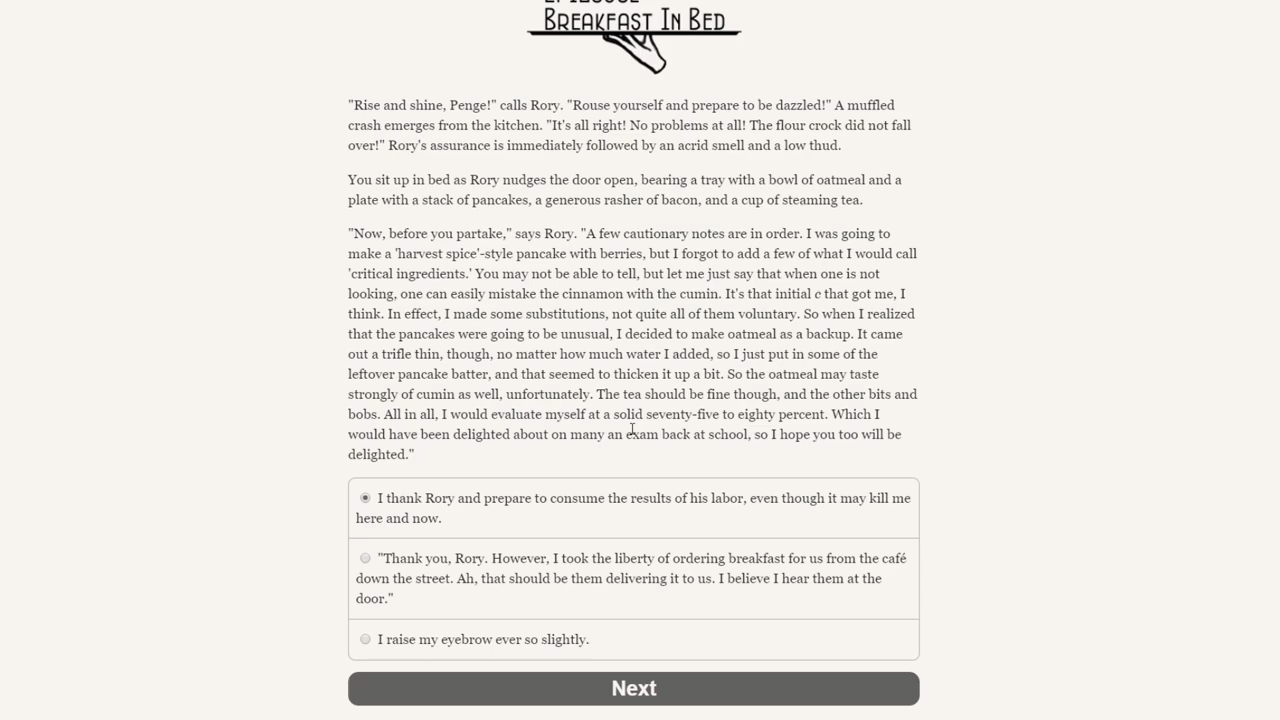 Breakfast In Bed
"Rise and shine, Penge!" calls Rory. "Rouse yourself and prepare to be dazzled!" A muffled
crash emerges from the kitchen. "It's all right! No problems at all! The flour crock did not fall
over!" Rory's assurance is immediately followed by an acrid smell and a low thud.
You sit up in bed as Rory nudges the door open, bearing a tray with a bowl of oatmeal and a
plate with a stack of pancakes, a generous rasher of bacon, and a cup of steaming tea.
"Now, before you partake," says Rory. "A few cautionary notes are in order. I was going to
make a 'harvest spice'-style pancake with berries, but I forgot to add a few of what I would call
'critical ingredients.' You may not be able to tell, but let me just say that when one is not
looking, one can easily mistake the cinnamon with the cumin. It's that initial c that got me, I
think. In effect, I made some substitutions, not quite all of them voluntary. So when I realized
that the pancakes were going to be unusual, I decided to make oatmeal as a backup. It came
out a trifle thin, though, no matter how much water I added, so I just put in some of the
leftover pancake batter, and that seemed to thicken it up a bit. So the oatmeal may taste
strongly of cumin as well, unfortunately. The tea should be fine though, and the other bits and
bobs. All in all, I would evaluate myself at a solid seventy-five to eighty percent. Which I
would have been delighted about on many an exam back at school, so I hope you too will be
delighted."
I thank Rory and prepare to consume the results of his labor, even though it may kill me
here and now.
"Thank you, Rory. However, I took the liberty of ordering breakfast for us from the café
down the street. Ah, that should be them delivering it to us. I believe I hear them at the
door."
I raise my eyebrow ever so slightly.
Next